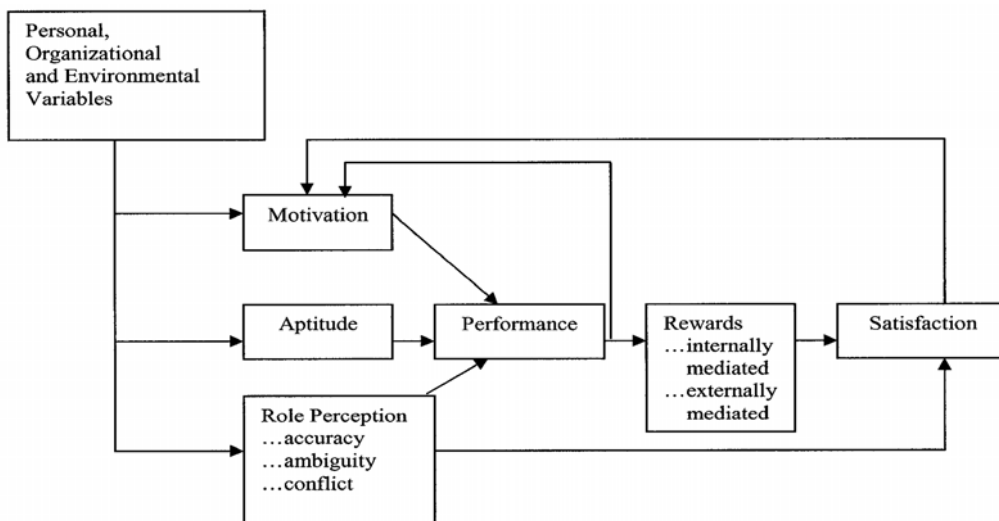 Personal,
Organizational
and Environmental
Variables
Motivation
Aptitude
Performance
Rewards
...internally
mediated
...externally
mediated
Satisfaction
Role Perception
...accuracy
...ambiguity
...conflict